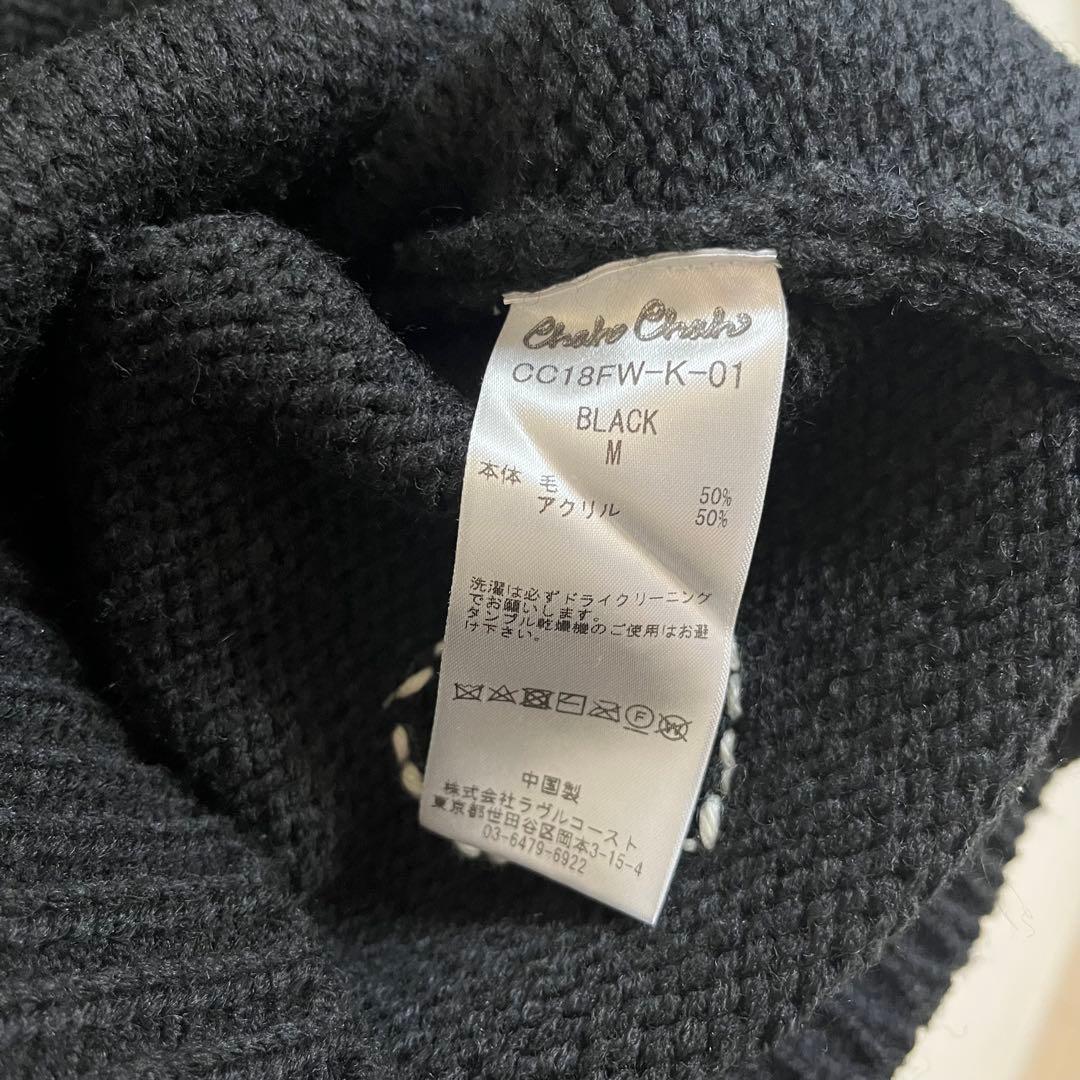 Chah Chah
CC18FW-K-01
BLACK
M
本体 毛 50%
アクリル 50%
洗濯は必ずドライクリーニング
でお願いします。
タンブル乾燥機のご使用はお避
け下さい。
F W
中国製
株式会社ラヴルコースト
東京都世田谷区岡本3-15-4
03-6479-6922